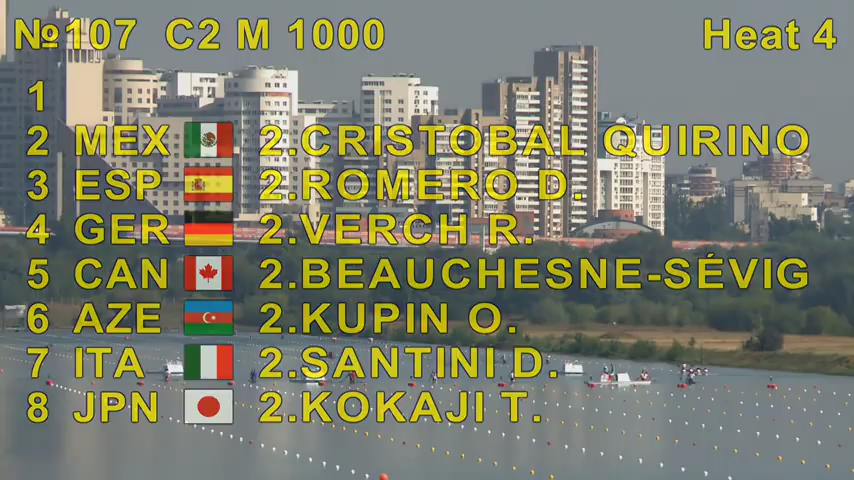 №107 C2 M 1000 Heat 4
1
2 MEX 2.CRISTOBAL QUIRINO
3 ESP 2.ROMERO D.
4 GER 2.VERCH R.
5 CAN 2.BEAUCHESNE-SÉVIG
6 AZE 2.KUPIN O.
7 ITA 2.SANTINI D.
8 JPN 2.KOKAJI T.